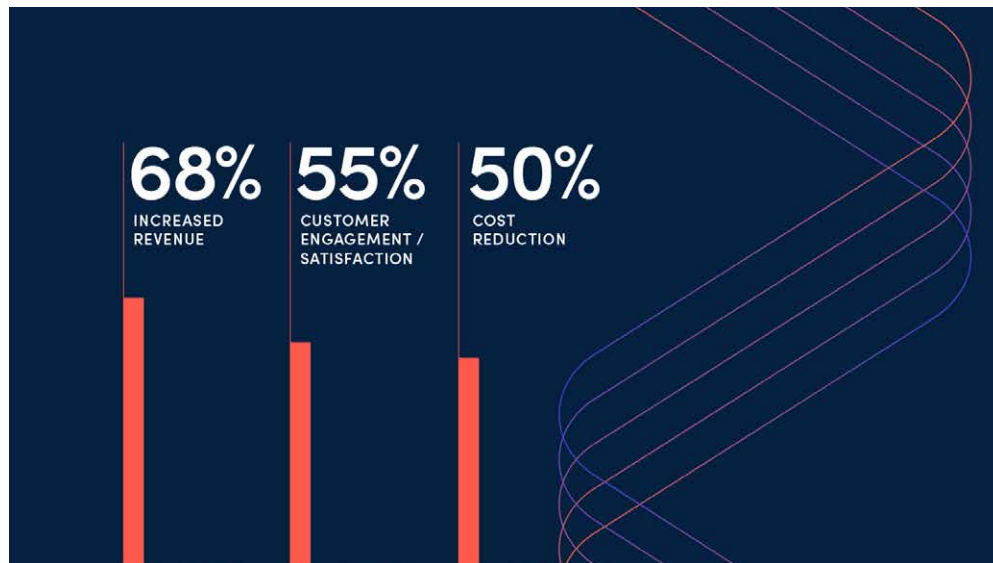 68%
INCREASED
REVENUE
55%
CUSTOMER
ENGAGEMENT /
SATISFACTION
50%
COST
REDUCTION